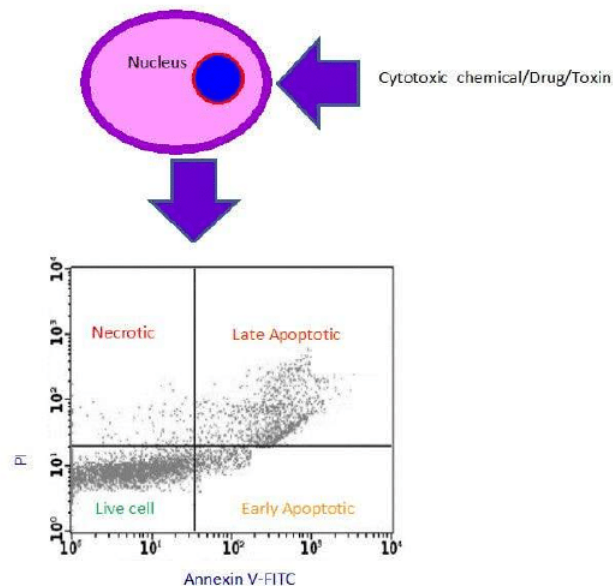 Nucleus
Cytotoxic chemical/Drug/Toxin
10⁴
Necrotic
Late Apoptotic
10³
10²
PI
10¹
Live cell
Early Apoptotic
10⁰
10⁰ 10¹ 10² 10³ 10⁴
Annexin V-FITC